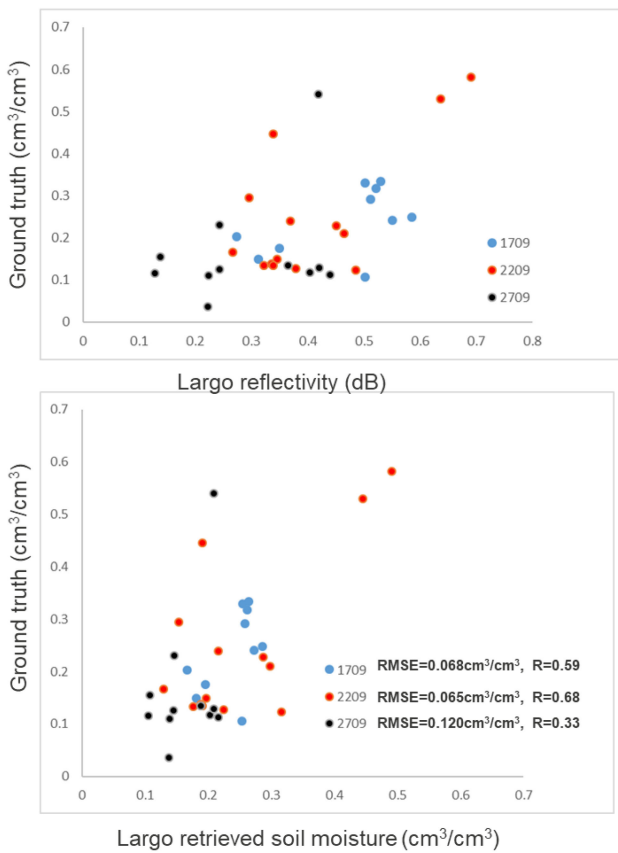 Ground truth (cm³/cm³)
0.7
0.6
0.5
0.4
0.3
0.2
0.1
0
0 0.1 0.2 0.3 0.4 0.5 0.6 0.7 0.8
1709
2209
2709
Largo reflectivity (dB)
Ground truth (cm³/cm³)
0.7
0.6
0.5
0.4
0.3
0.2
0.1
0
0 0.1 0.2 0.3 0.4 0.5 0.6 0.7
1709 RMSE=0.068cm³/cm³, R=0.59
2209 RMSE=0.065cm³/cm³, R=0.68
2709 RMSE=0.120cm³/cm³, R=0.33
Largo retrieved soil moisture (cm³/cm³)